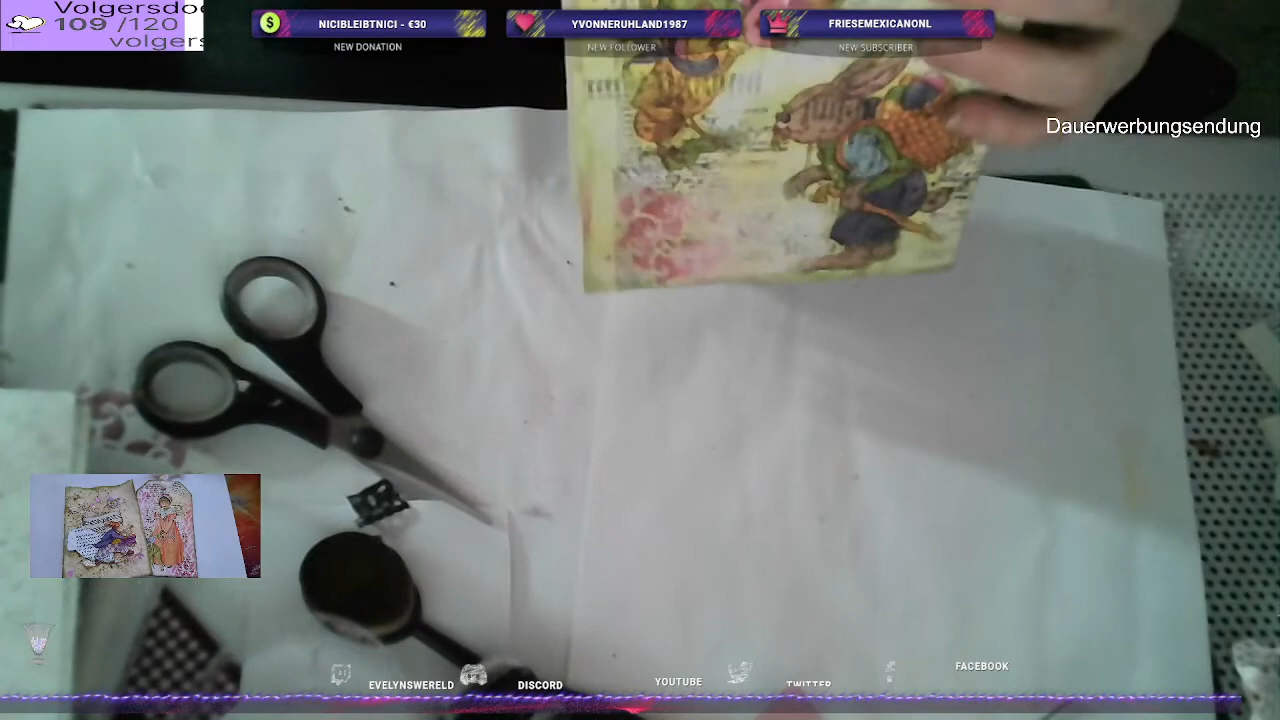 Volgersdoe
109 /120
volgers
NICIBLEIBTNICI - €30
NEW DONATION
YVONNERUHLAND1987
NEW FOLLOWER
FRIESEMEXICANONL
NEW SUBSCRIBER
Dauerwerbungsendung
EVELYNSWERELD
DISCORD
YOUTUBE
TWITTER
FACEBOOK